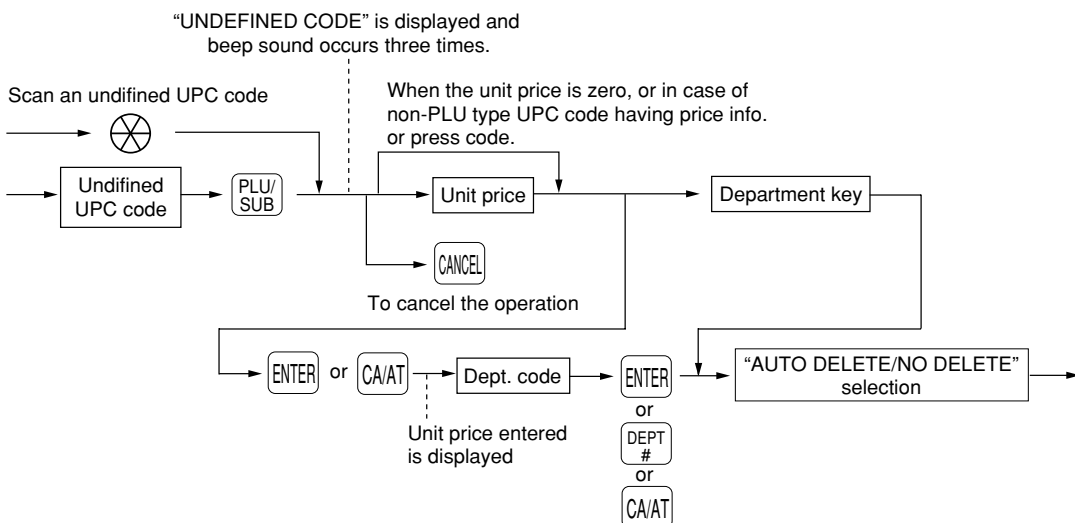 “UNDEFINED CODE” is displayed and
beep sound occurs three times.
Scan an undifined UPC code
When the unit price is zero, or in case of
non-PLU type UPC code having price info.
or press code.
Undifined
UPC code
PLU/
SUB
Unit price
Department key
CANCEL
To cancel the operation
ENTER or CA/AT
Dept. code
ENTER
“AUTO DELETE/NO DELETE”
selection
or
Unit price entered
is displayed
DEPT
#
or
CA/AT